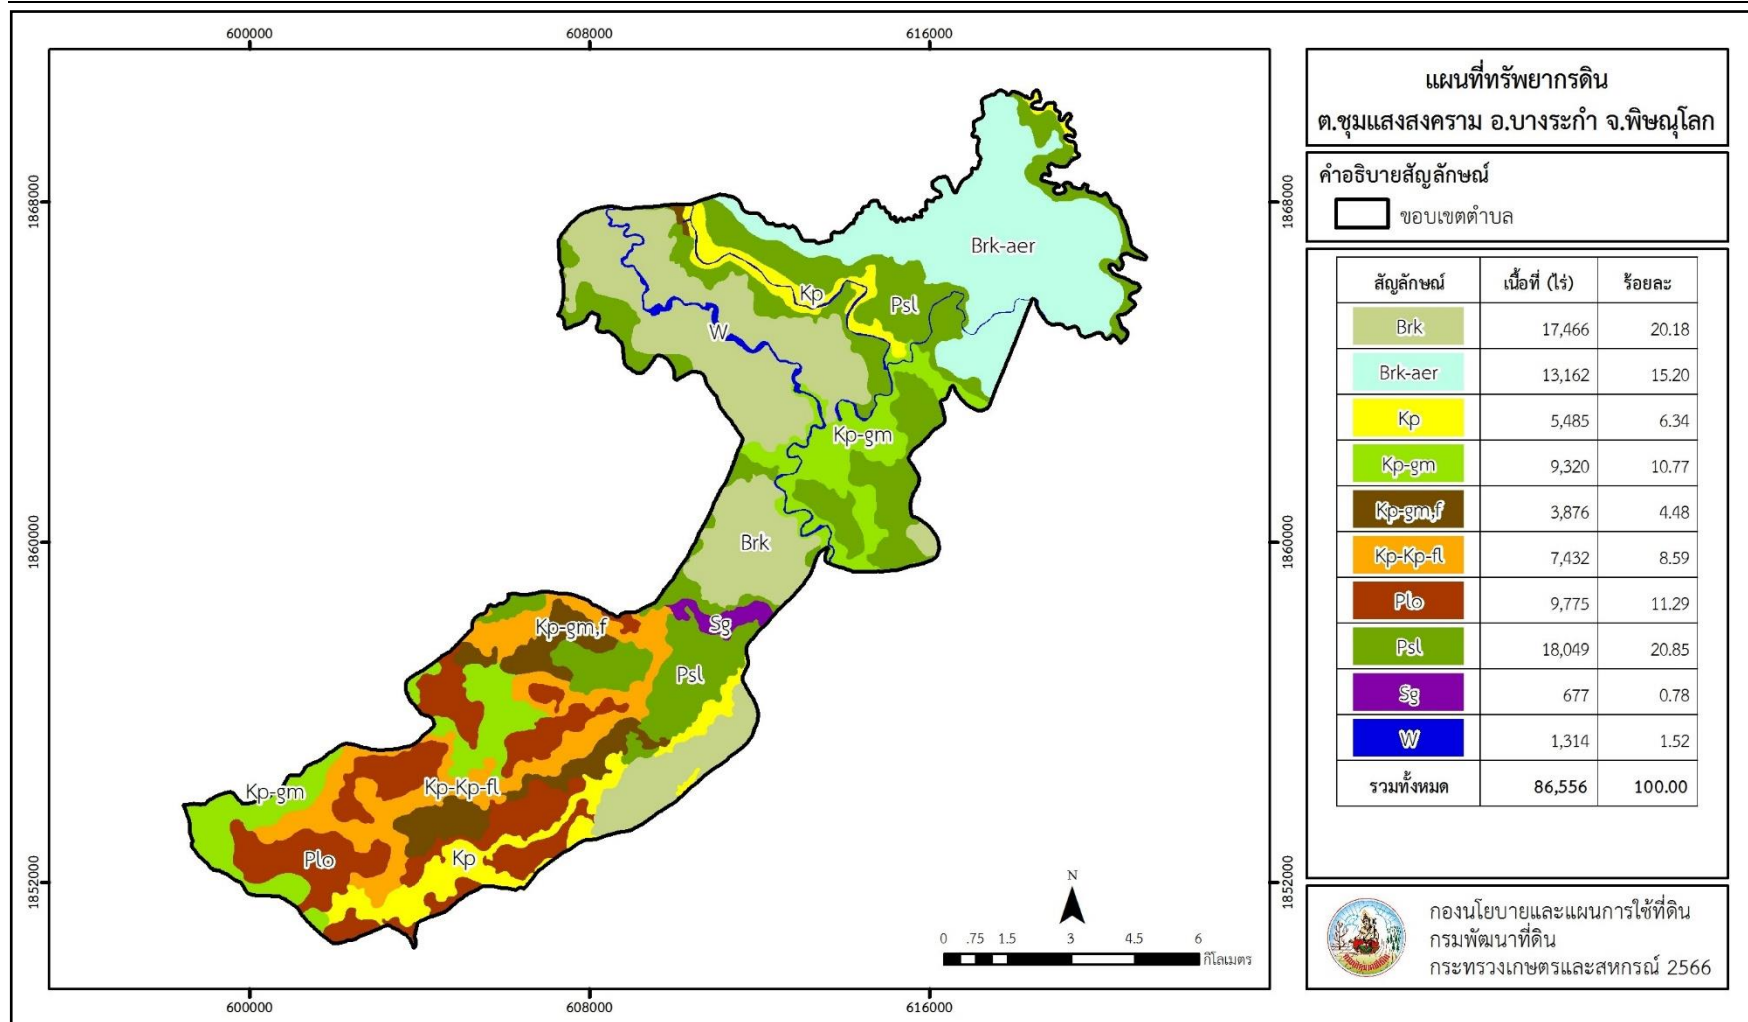 600000
608000
616000
1868000
1868000
1860000
1860000
1852000
1852000
Brk-aer
Kp
Psl
W
Kp-gm
Brk
Kp-gm,f
Sg
Psl
Kp-gm
Kp-Kp-fl
Plo
Kp
N
0 .75 1.5 3 4.5 6
กิโลเมตร
600000
608000
616000
แผนที่ทรัพยากรดิน
ต.ชุมแสงสงคราม อ.บางระกำ จ.พิษณุโลก
คำอธิบายสัญลักษณ์
ขอบเขตตำบล
สัญลักษณ์ เนื้อที่ (ไร่) ร้อยละ
Brk 17,466 20.18
Brk-aer 13,162 15.20
Kp 5,485 6.34
Kp-gm 9,320 10.77
Kp-gm,f 3,876 4.48
Kp-Kp-fl 7,432 8.59
Plo 9,775 11.29
Psl 18,049 20.85
Sg 677 0.78
W 1,314 1.52
รวมทั้งหมด 86,556 100.00
กองนโยบายและแผนการใช้ที่ดิน
กรมพัฒนาที่ดิน
กระทรวงเกษตรและสหกรณ์ 2566